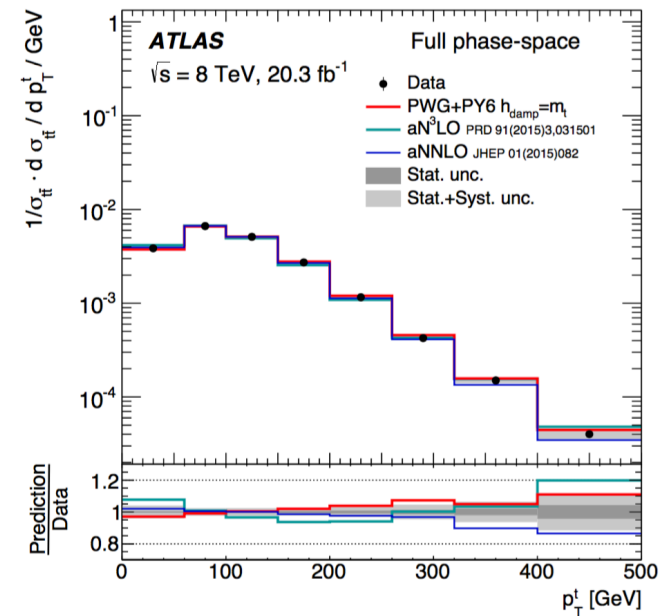 ATLAS
Full phase-space
√s = 8 TeV, 20.3 fb⁻¹
Data
PWG+PY6 h_damp=m_t
aN³LO PRD 91(2015)3,031501
aNNLO JHEP 01(2015)082
Stat. unc.
Stat.+Syst. unc.
1/σ_tt̄ · d σ_tt̄ / d p_T^t / GeV
1
10⁻¹
10⁻²
10⁻³
10⁻⁴
Prediction
Data
1.2
1
0.8
0 100 200 300 400 500
p_T^t [GeV]